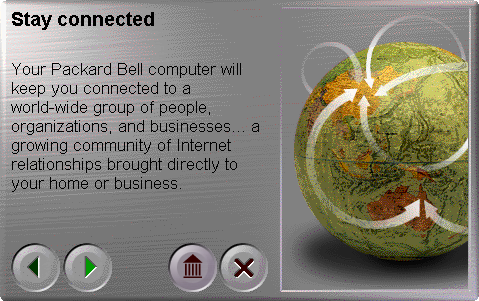 Stay connected
Your Packard Bell computer will
keep you connected to a
world-wide group of people,
organizations, and businesses... a
growing community of Internet
relationships brought directly to
your home or business.